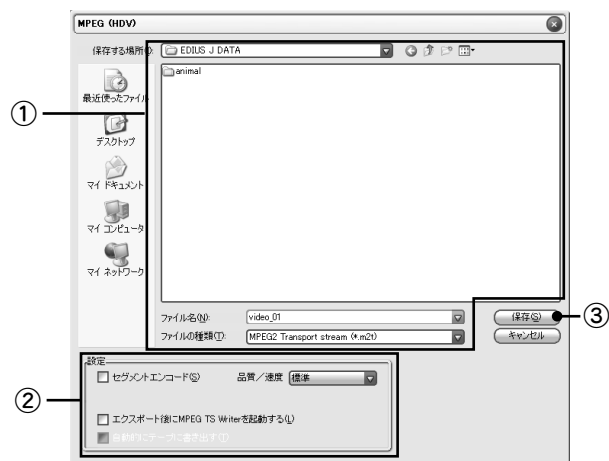 MPEG (HDV)
保存する場所(I):
EDIUS J DATA
animal
①
最近使ったファイル
デスクトップ
マイ ドキュメント
マイ コンピュータ
マイ ネットワーク
ファイル名(N):
video_01
保存(S)
③
ファイルの種類(T):
MPEG2 Transport stream (*.m2t)
キャンセル
設定
セグメントエンコード(S)
品質／速度
標準
②
エクスポート後にMPEG TS Writerを起動する(L)
自動的にテープに書き出す(T)